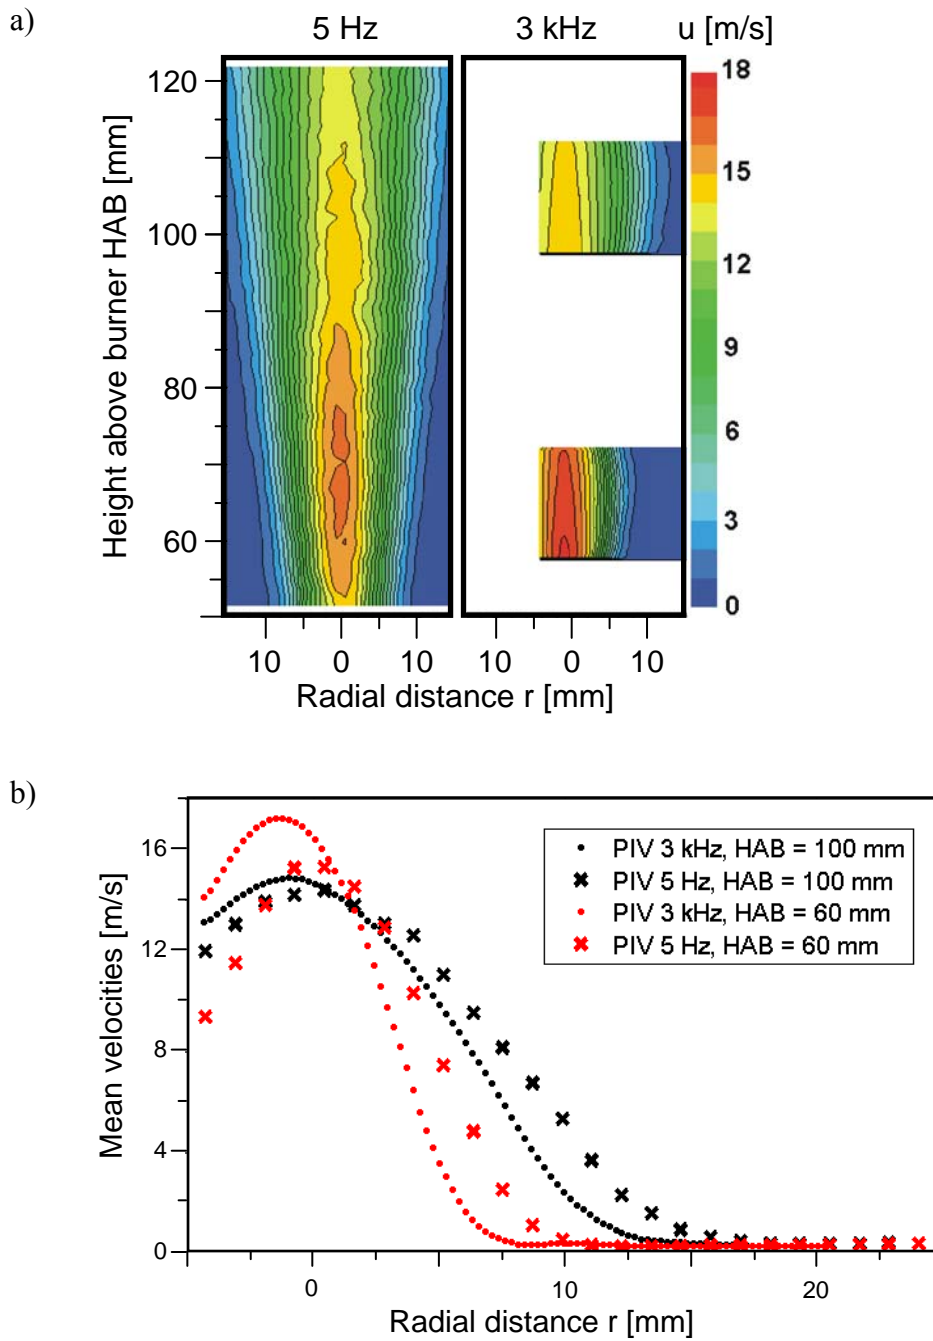 a)
5 Hz 3 kHz u [m/s]
Height above burner HAB [mm]
120
100
80
60
18
15
12
9
6
3
0
10 0 10 10 0 10
Radial distance r [mm]
b)
Mean velocities [m/s]
16
12
8
4
0
PIV 3 kHz, HAB = 100 mm
PIV 5 Hz, HAB = 100 mm
PIV 3 kHz, HAB = 60 mm
PIV 5 Hz, HAB = 60 mm
0 10 20
Radial distance r [mm]